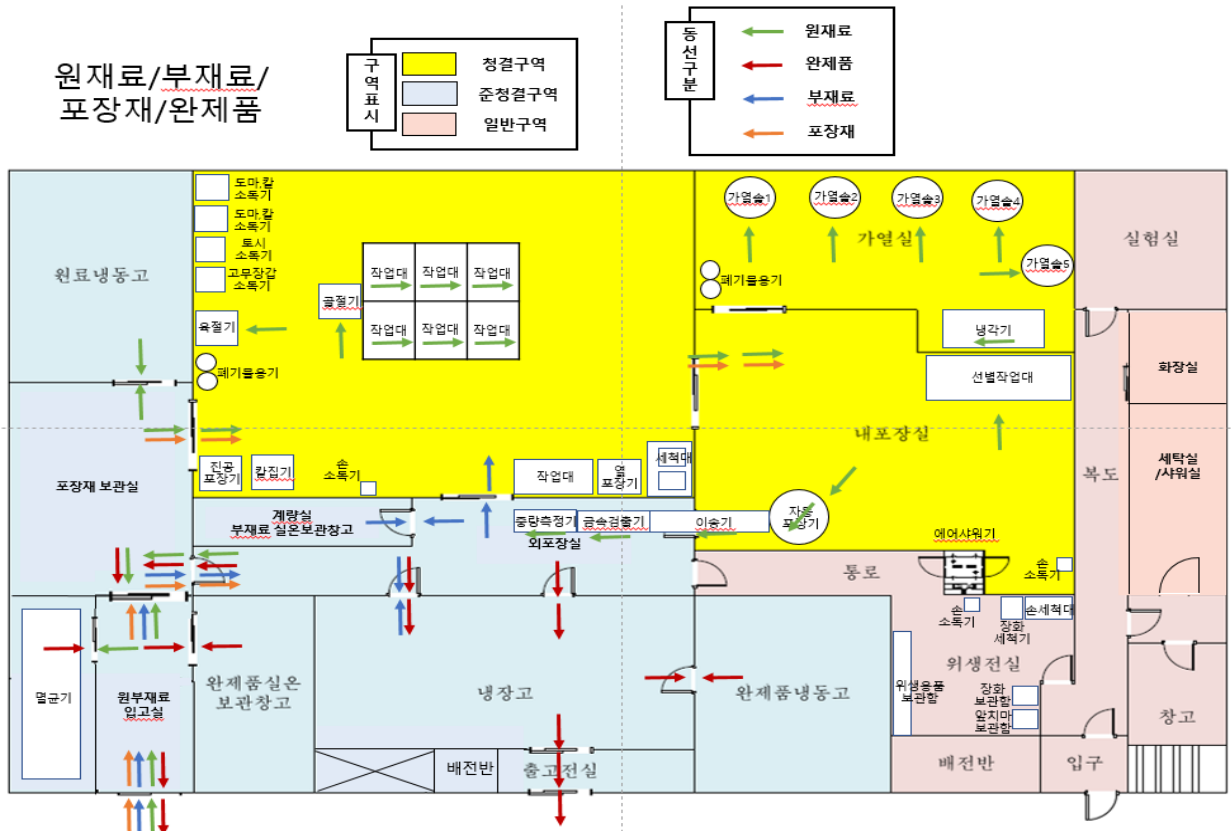 원재료/부재료/
포장재/완제품
구
역
표
시
청결구역
준청결구역
일반구역
동
선
구
분
원재료
완제품
부재료
포장재
원료냉동고
도마,칼
소독기
도마,칼
소독기
토시
소독기
고무장갑
소독기
육절기
폐기물용기
골절기
작업대
작업대
작업대
작업대
작업대
작업대
가열솥1
가열솥2
가열솥3
가열솥4
가열솥5
가열실
폐기물용기
냉각기
선별작업대
내포장실
실험실
화장실
세탁실
/샤워실
복도
포장재 보관실
진공
포장기
칼집기
손
소독기
작업대
열
포장기
세척대
계량실
부재료 실온보관창고
중량측정기
금속검출기
이송기
자동
포장기
외포장실
에어샤워기
통로
손
소독기
손
소독기
장화
세척기
손세척대
위생전실
위생용품
보관함
장화
보관함
앞치마
보관함
멸균기
원부재료
입고실
완제품실온
보관창고
냉장고
완제품냉동고
배전반
출고전실
배전반
입구
창고